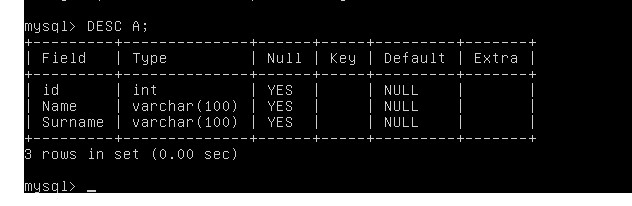 mysql> DESC A;
+---------+--------------+------+-----+---------+-------+
| Field   | Type         | Null | Key | Default | Extra |
+---------+--------------+------+-----+---------+-------+
| id      | int          | YES  |     | NULL    |       |
| Name    | varchar(100) | YES  |     | NULL    |       |
| Surname | varchar(100) | YES  |     | NULL    |       |
+---------+--------------+------+-----+---------+-------+
3 rows in set (0.00 sec)
mysql> _